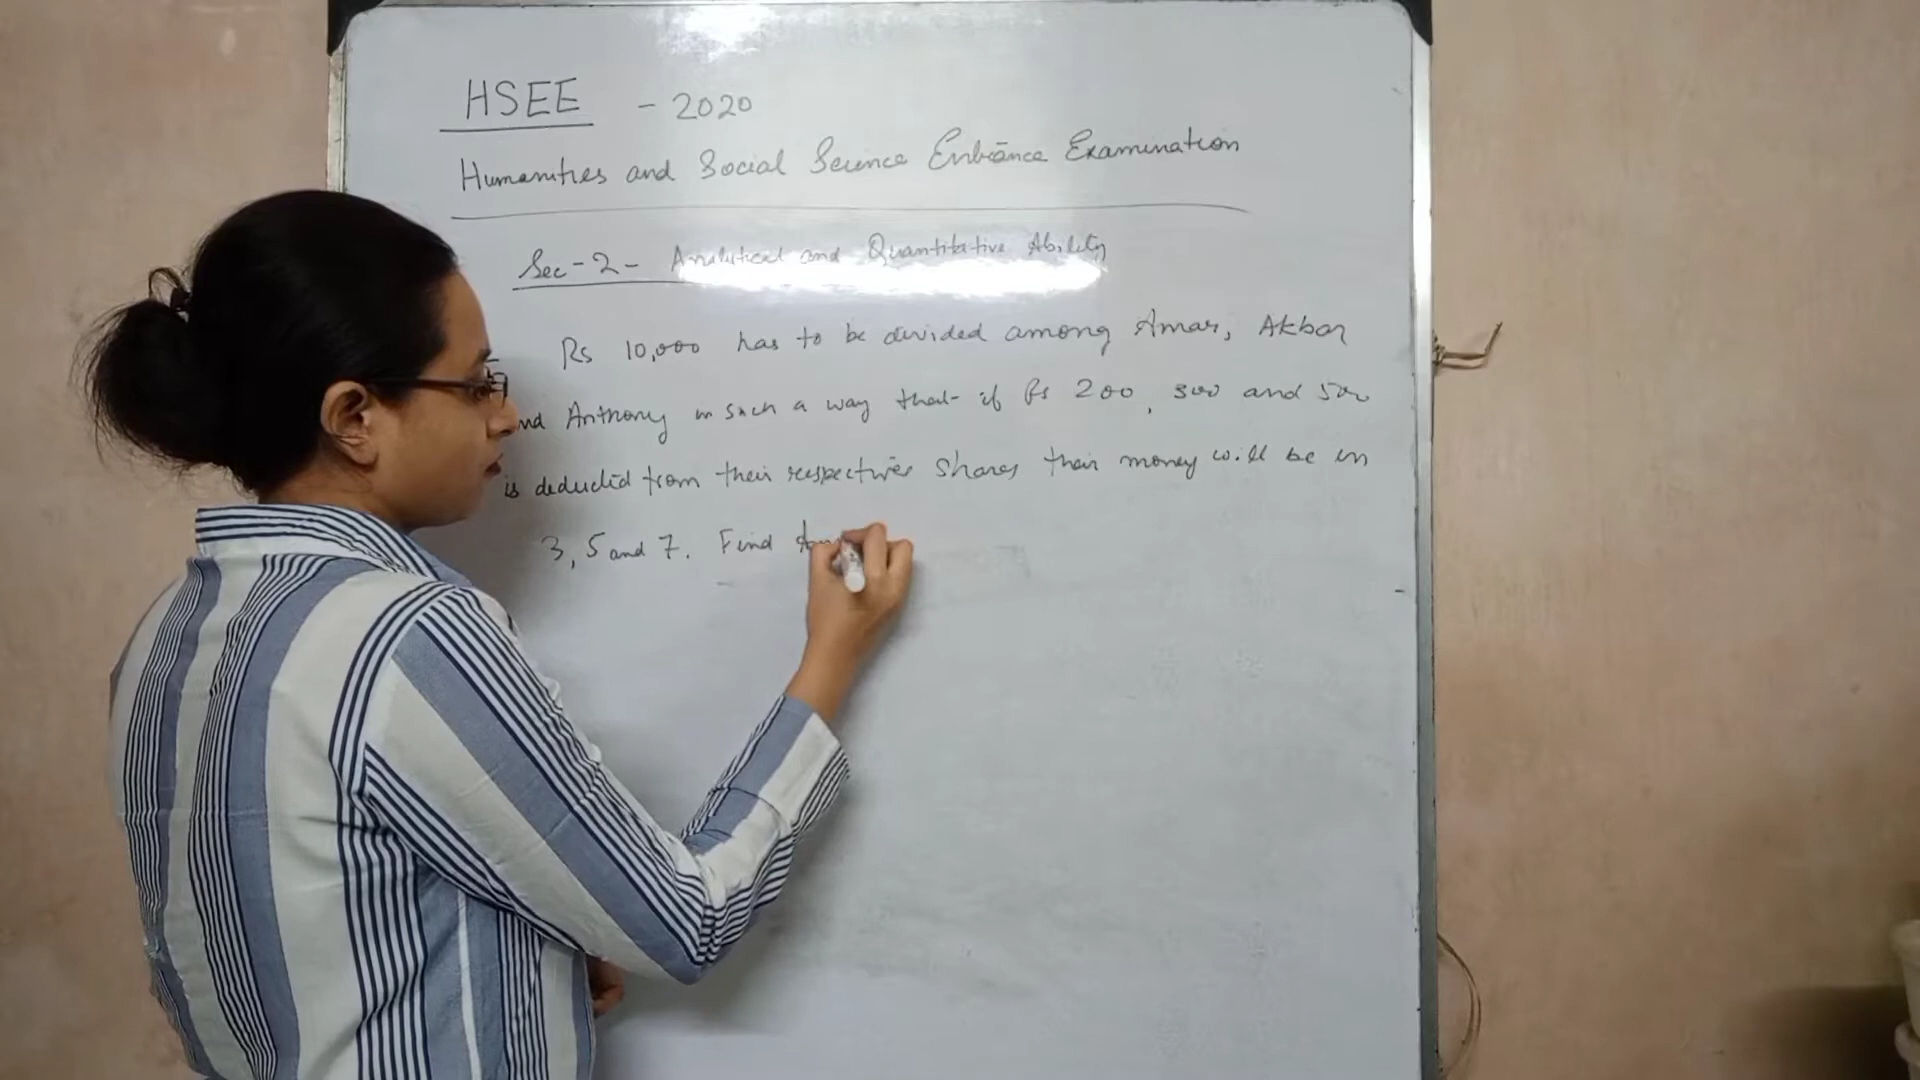 HSEE - 2020
Humanities and Social Science Entrance Examination
Sec-2- Analytical and Quantitative Ability
Rs 10,000 has to be divided among Amar, Akbar
nd Anthony in such a way that if Rs 200, 300 and 500
is deducted from their respective shares their money will be in
3, 5 and 7. Find